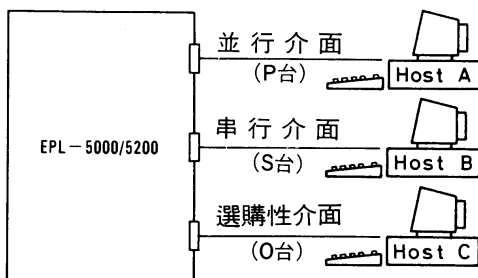 並行介面
(P台)
Host A
EPL-5000/5200
串行介面
(S台)
Host B
選購性介面
(O台)
Host C